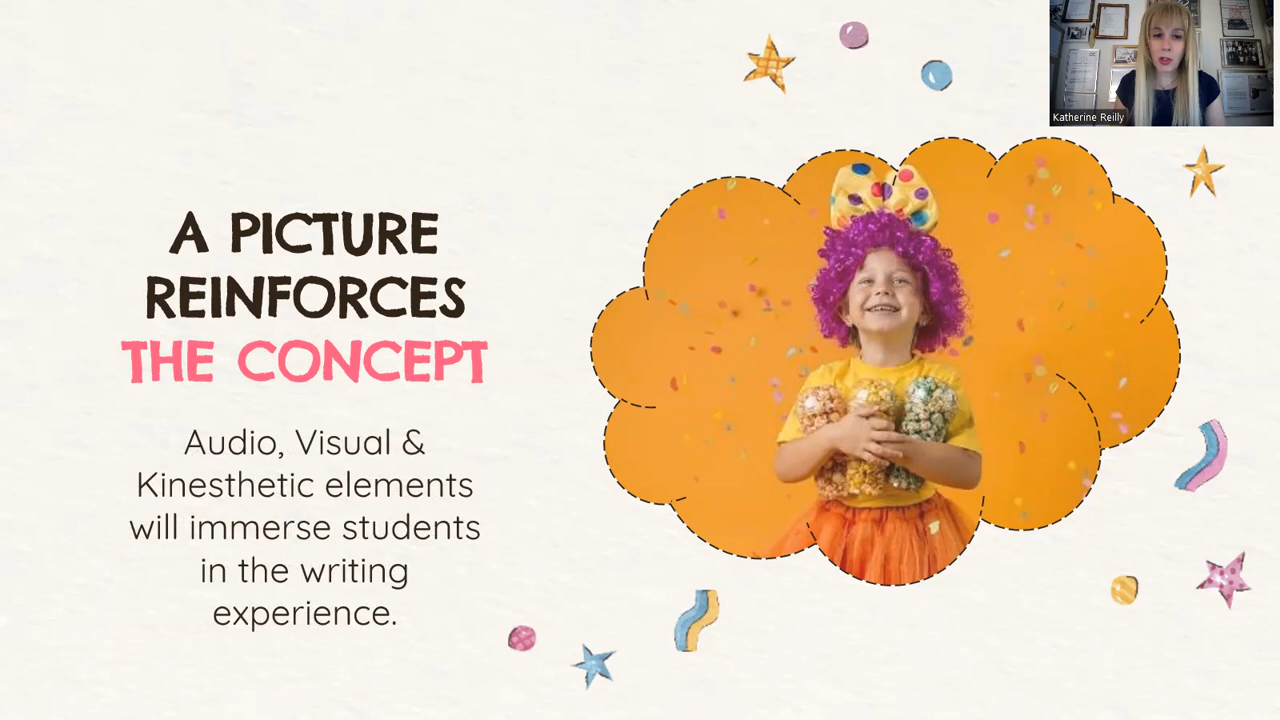 Katherine Reilly
A PICTURE
REINFORCES
THE CONCEPT
Audio, Visual &
Kinesthetic elements
will immerse students
in the writing
experience.